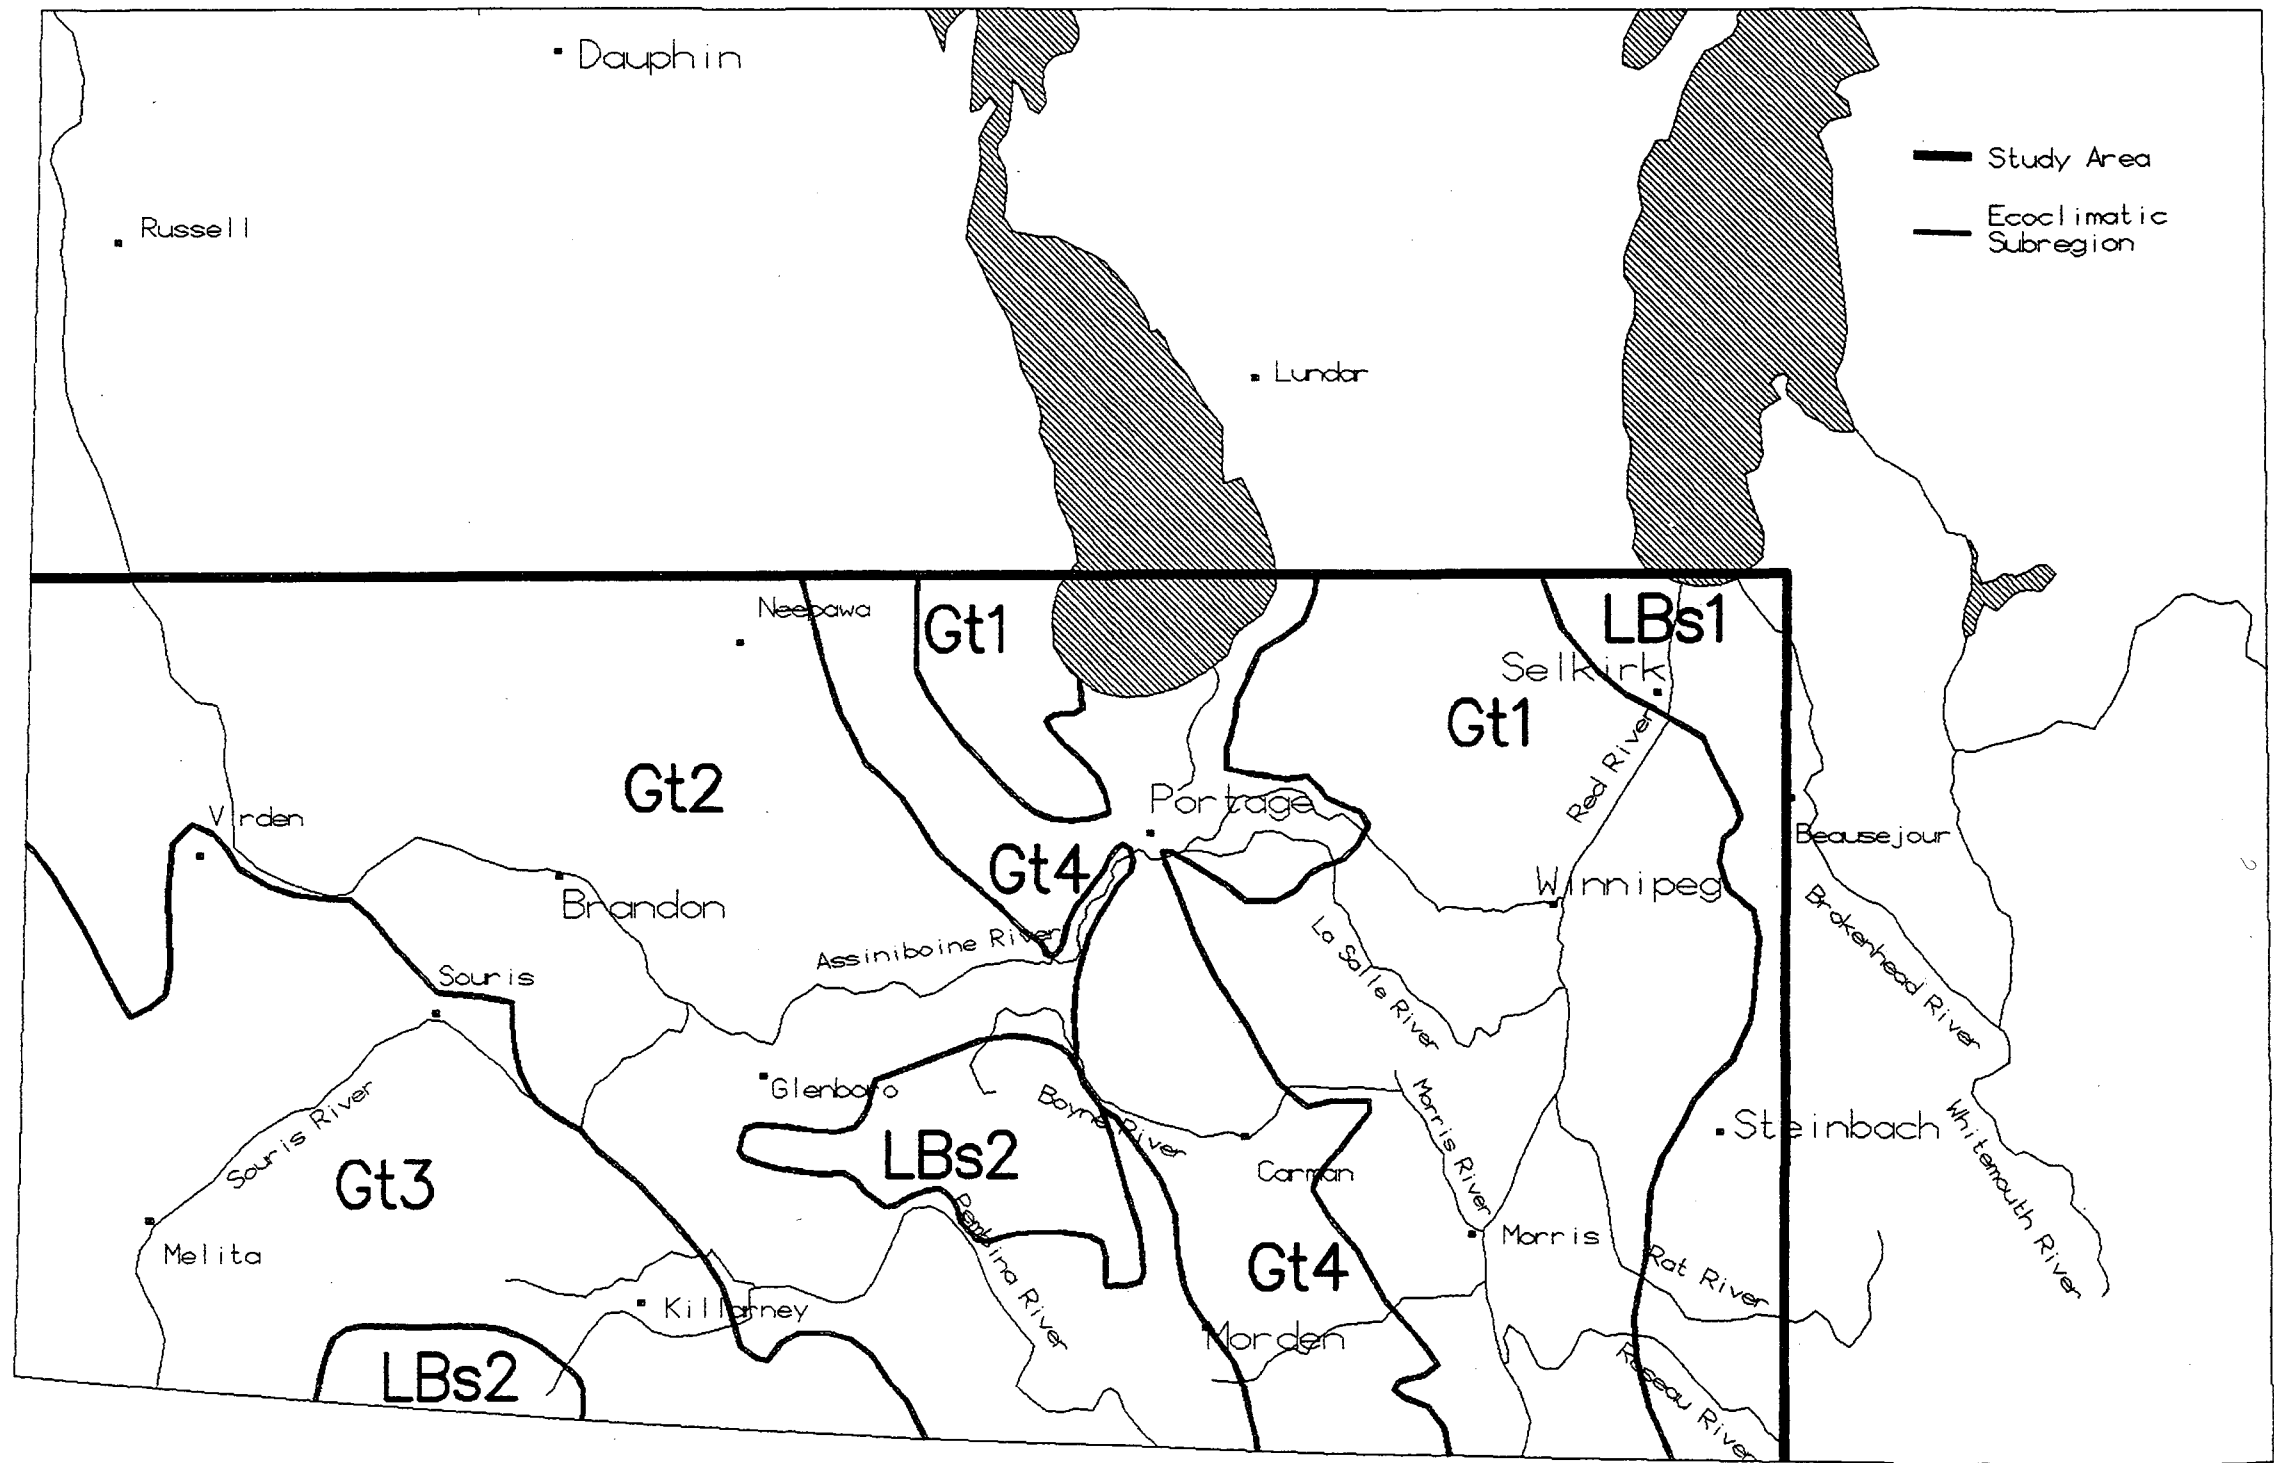 Dauphin
Study Area
Ecoclimatic
Subregion
Russell
Lundar
Neepawa
Gt1
LBs1
Selkirk
Gt1
Red River
Gt2
Portage
Virden
Beausejour
Gt4
Winnipeg
Brandon
Assiniboine River
La Salle River
Brokenhead River
Souris
Glenboro
Boyne River
Morris River
Souris River
Steinbach
Whitemouth River
LBs2
Carman
Gt3
Pembina River
Melita
Morris
Gt4
Rat River
Killarney
Morden
LBs2
Roseau River